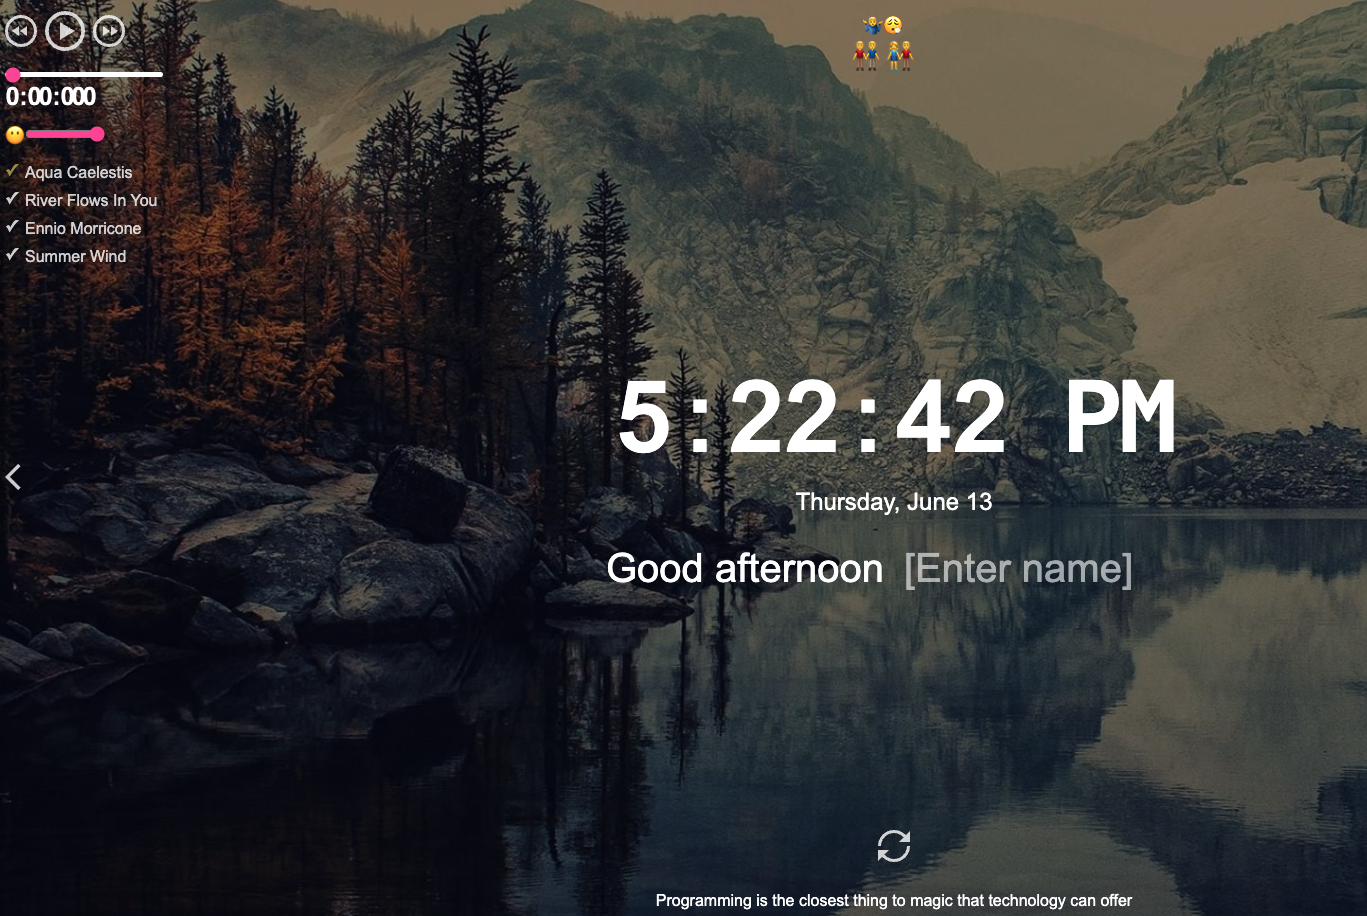 0:00:000
Aqua Caelestis
River Flows In You
Ennio Morricone
Summer Wind
5:22:42 PM
Thursday, June 13
Good afternoon [Enter name]
Programming is the closest thing to magic that technology can offer